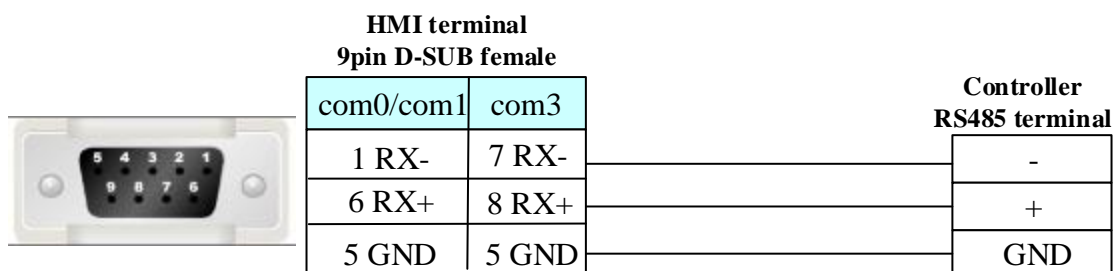 HMI terminal
9pin D-SUB female
com0/com1 com3
Controller
RS485 terminal
5 4 3 2 1
9 8 7 6
1 RX- 7 RX- -
6 RX+ 8 RX+ +
5 GND 5 GND GND